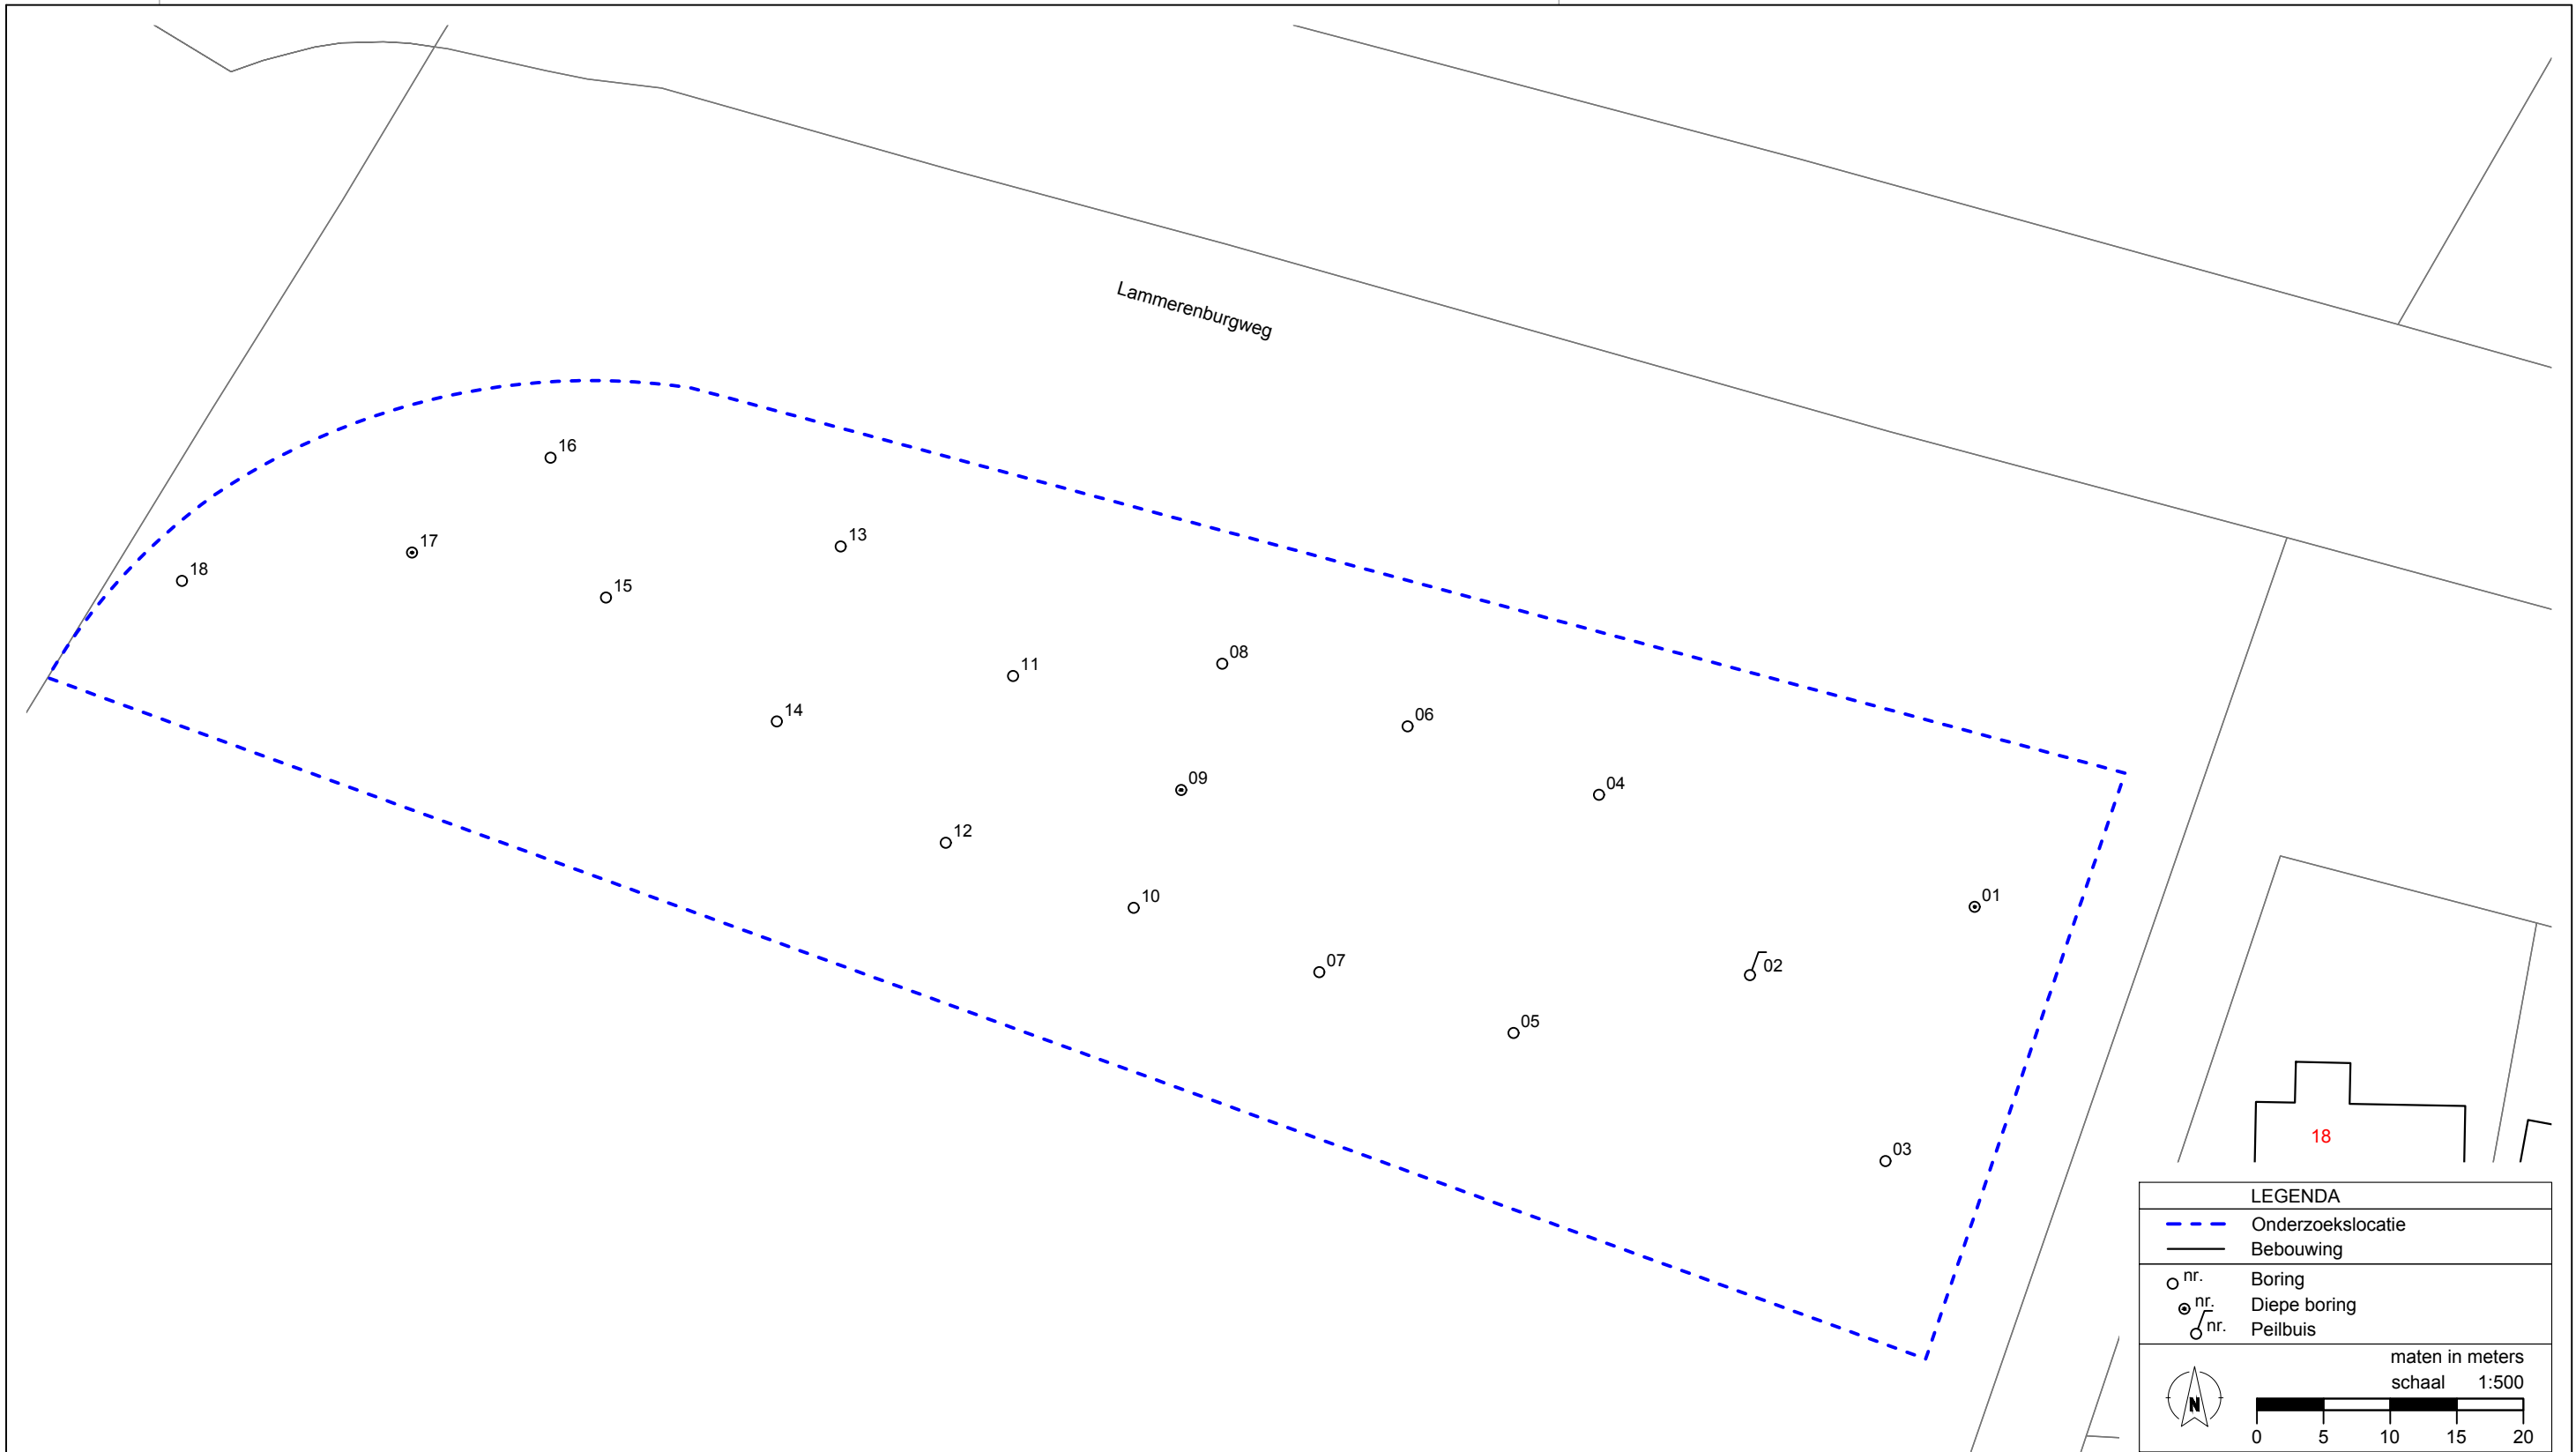 Lammerenburgweg
16
13
17
18
15
08
11
14
06
09
04
12
10
01
07
02
05
18
03
LEGENDA
Onderzoekslocatie
Bebouwing
nr. Boring
nr. Diepe boring
nr. Peilbuis
maten in meters
schaal 1:500
N
0 5 10 15 20